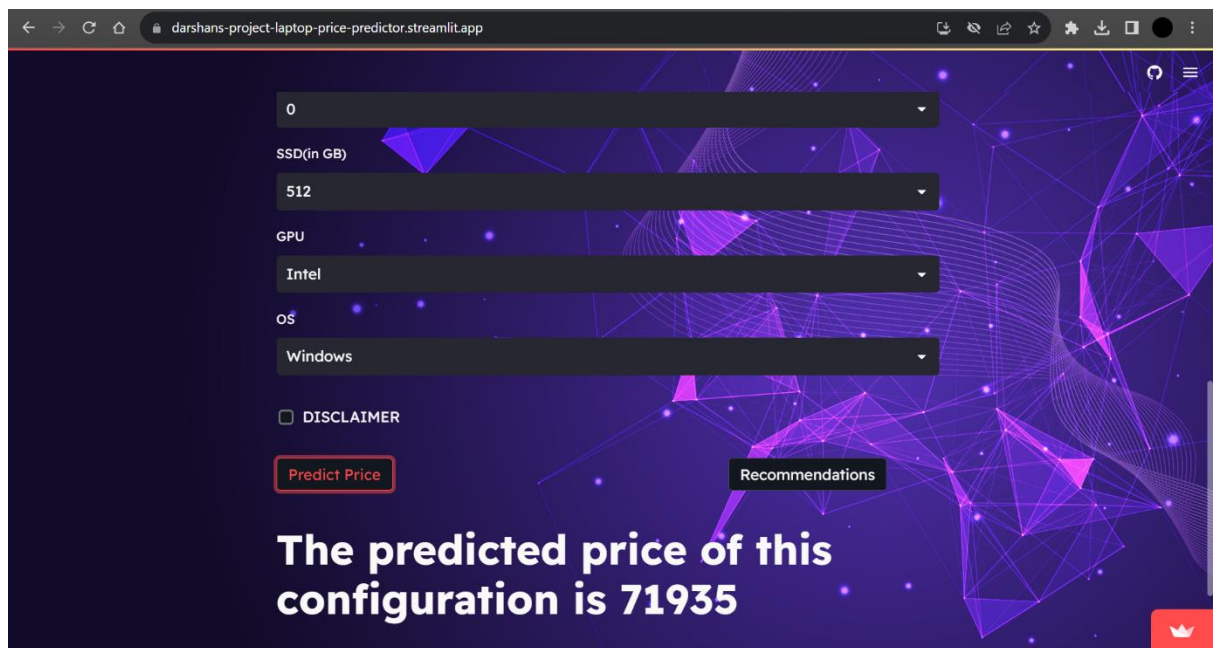 darshans-project-laptop-price-predictor.streamlit.app
0
SSD(in GB)
512
GPU
Intel
OS
Windows
DISCLAIMER
Predict Price
Recommendations
The predicted price of this
configuration is 71935